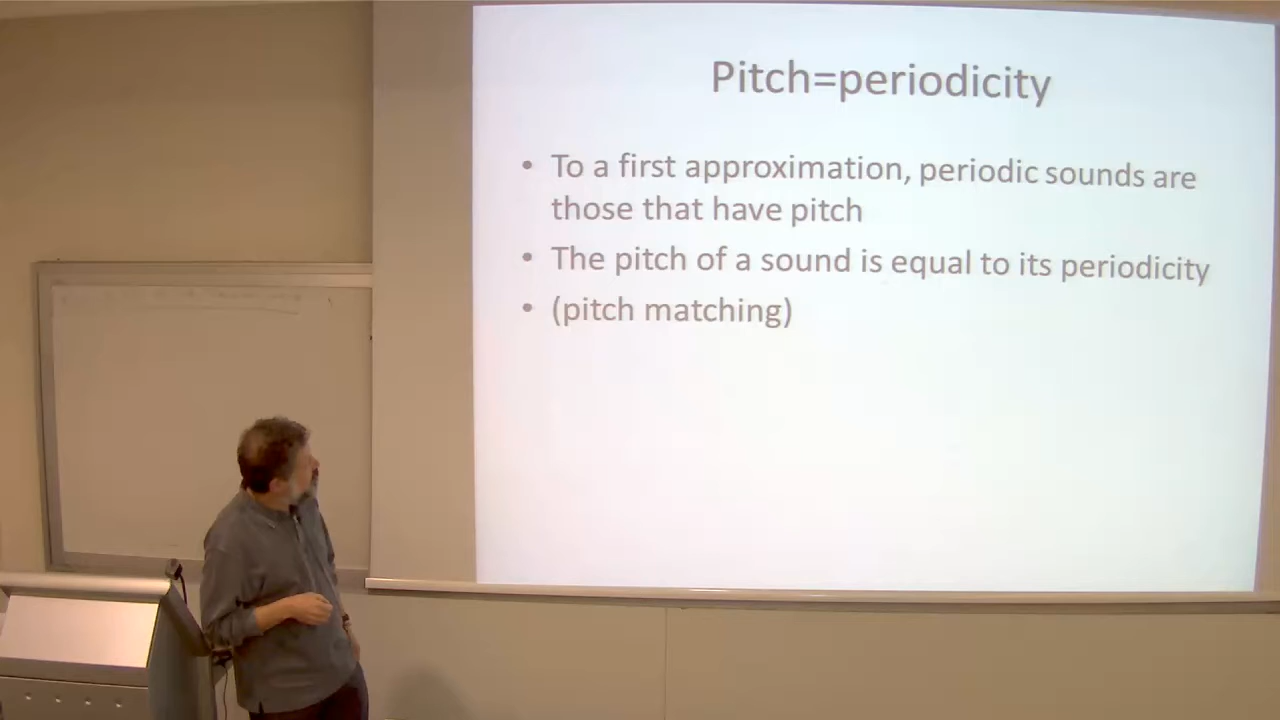 Pitch=periodicity
• To a first approximation, periodic sounds are
those that have pitch
• The pitch of a sound is equal to its periodicity
• (pitch matching)